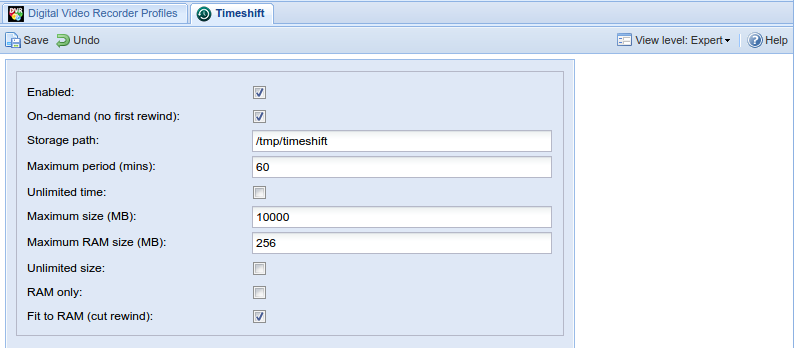 DVR Digital Video Recorder Profiles Timeshift
Save Undo View level: Expert Help
Enabled:
On-demand (no first rewind):
Storage path: /tmp/timeshift
Maximum period (mins): 60
Unlimited time:
Maximum size (MB): 10000
Maximum RAM size (MB): 256
Unlimited size:
RAM only:
Fit to RAM (cut rewind):